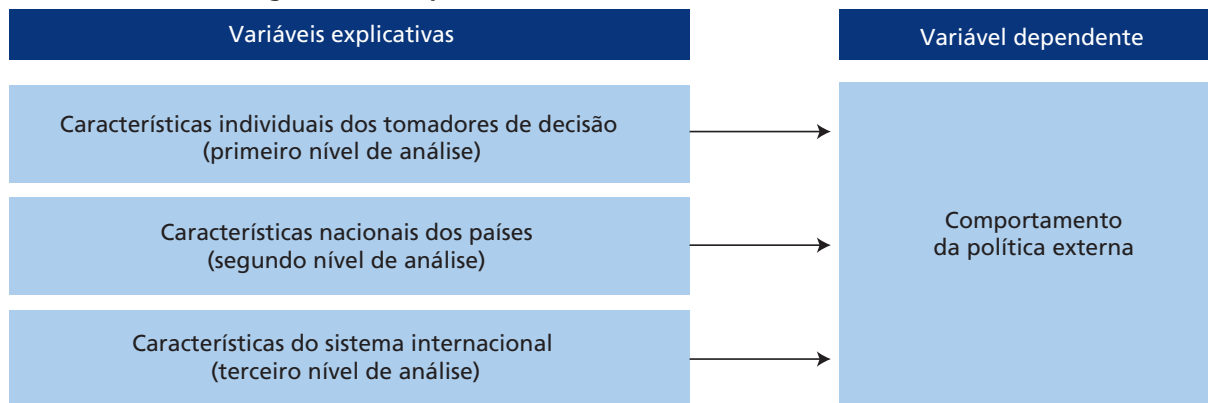 Variáveis explicativas
Variável dependente
Características individuais dos tomadores de decisão
(primeiro nível de análise)
Características nacionais dos países
(segundo nível de análise)
Características do sistema internacional
(terceiro nível de análise)
Comportamento
da política externa